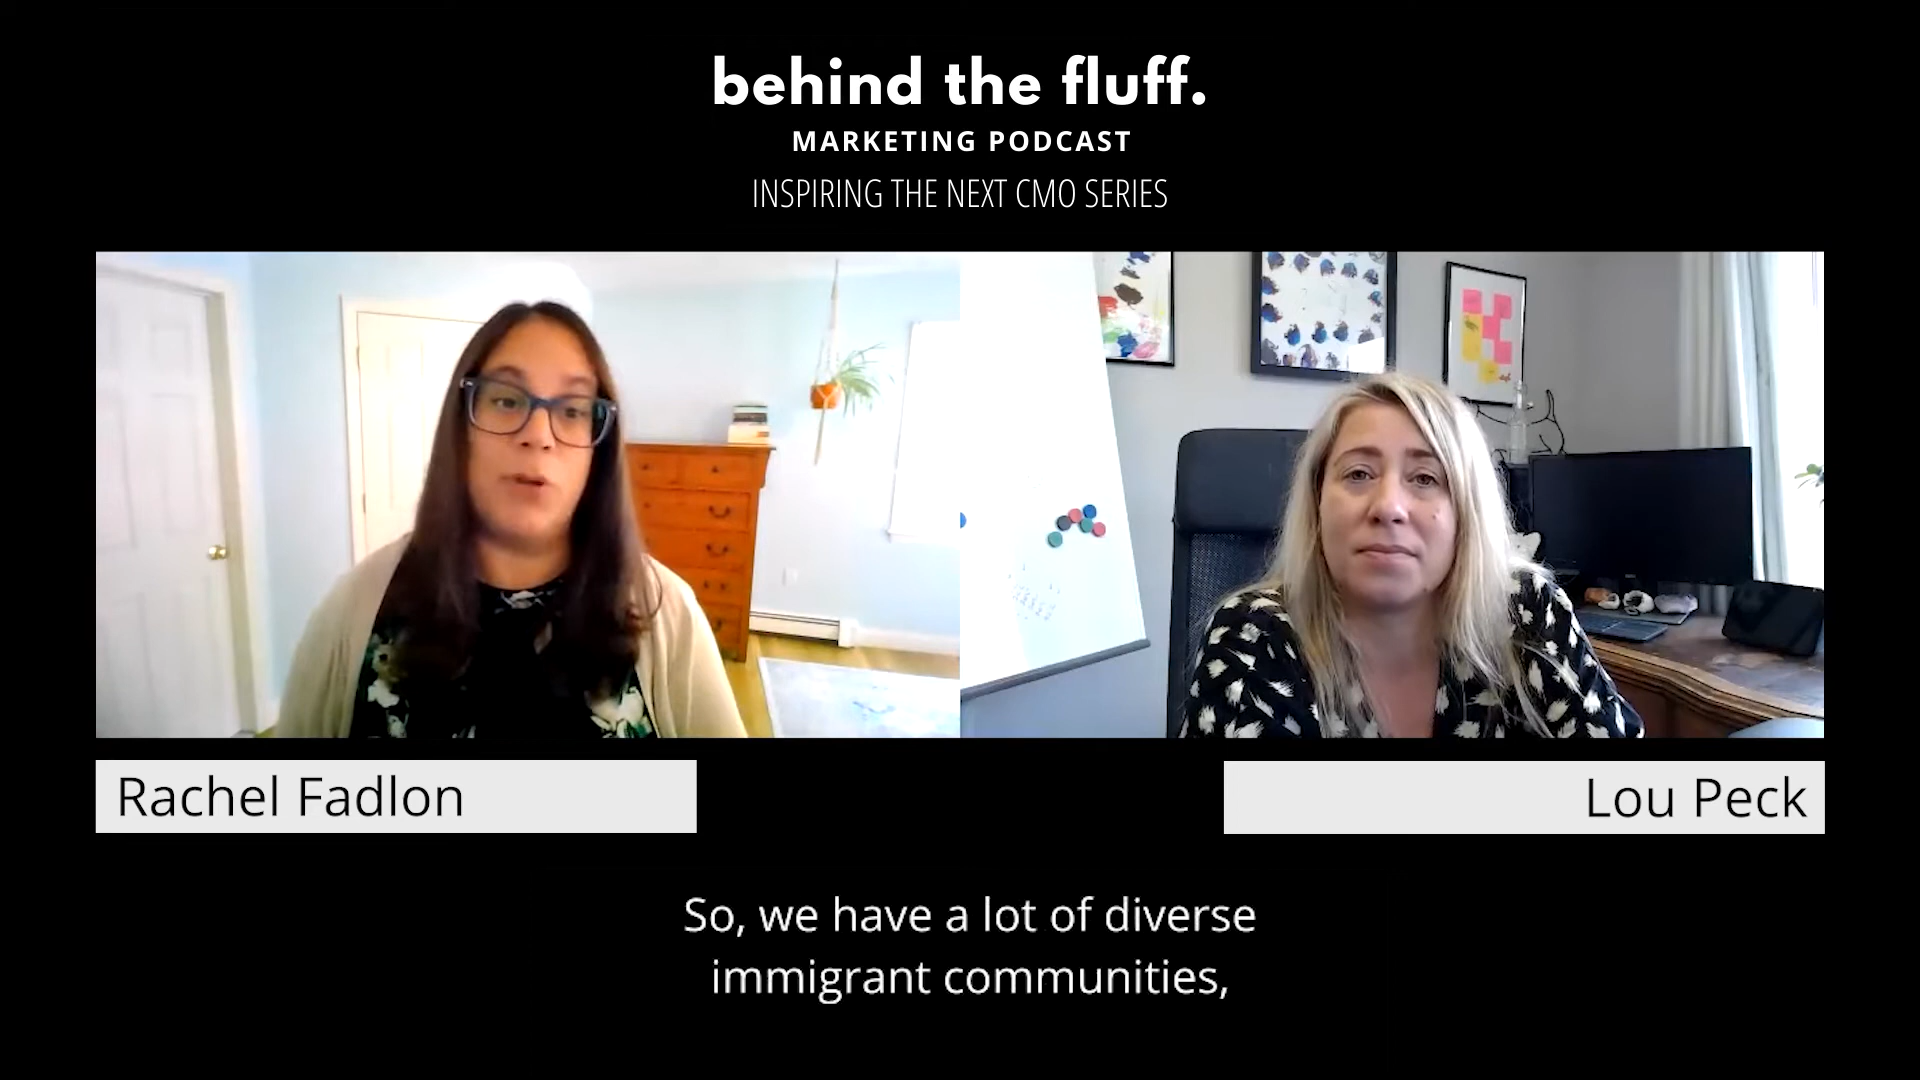 behind the fluff.
MARKETING PODCAST
INSPIRING THE NEXT CMO SERIES
Rachel Fadlon
Lou Peck
So, we have a lot of diverse
immigrant communities,